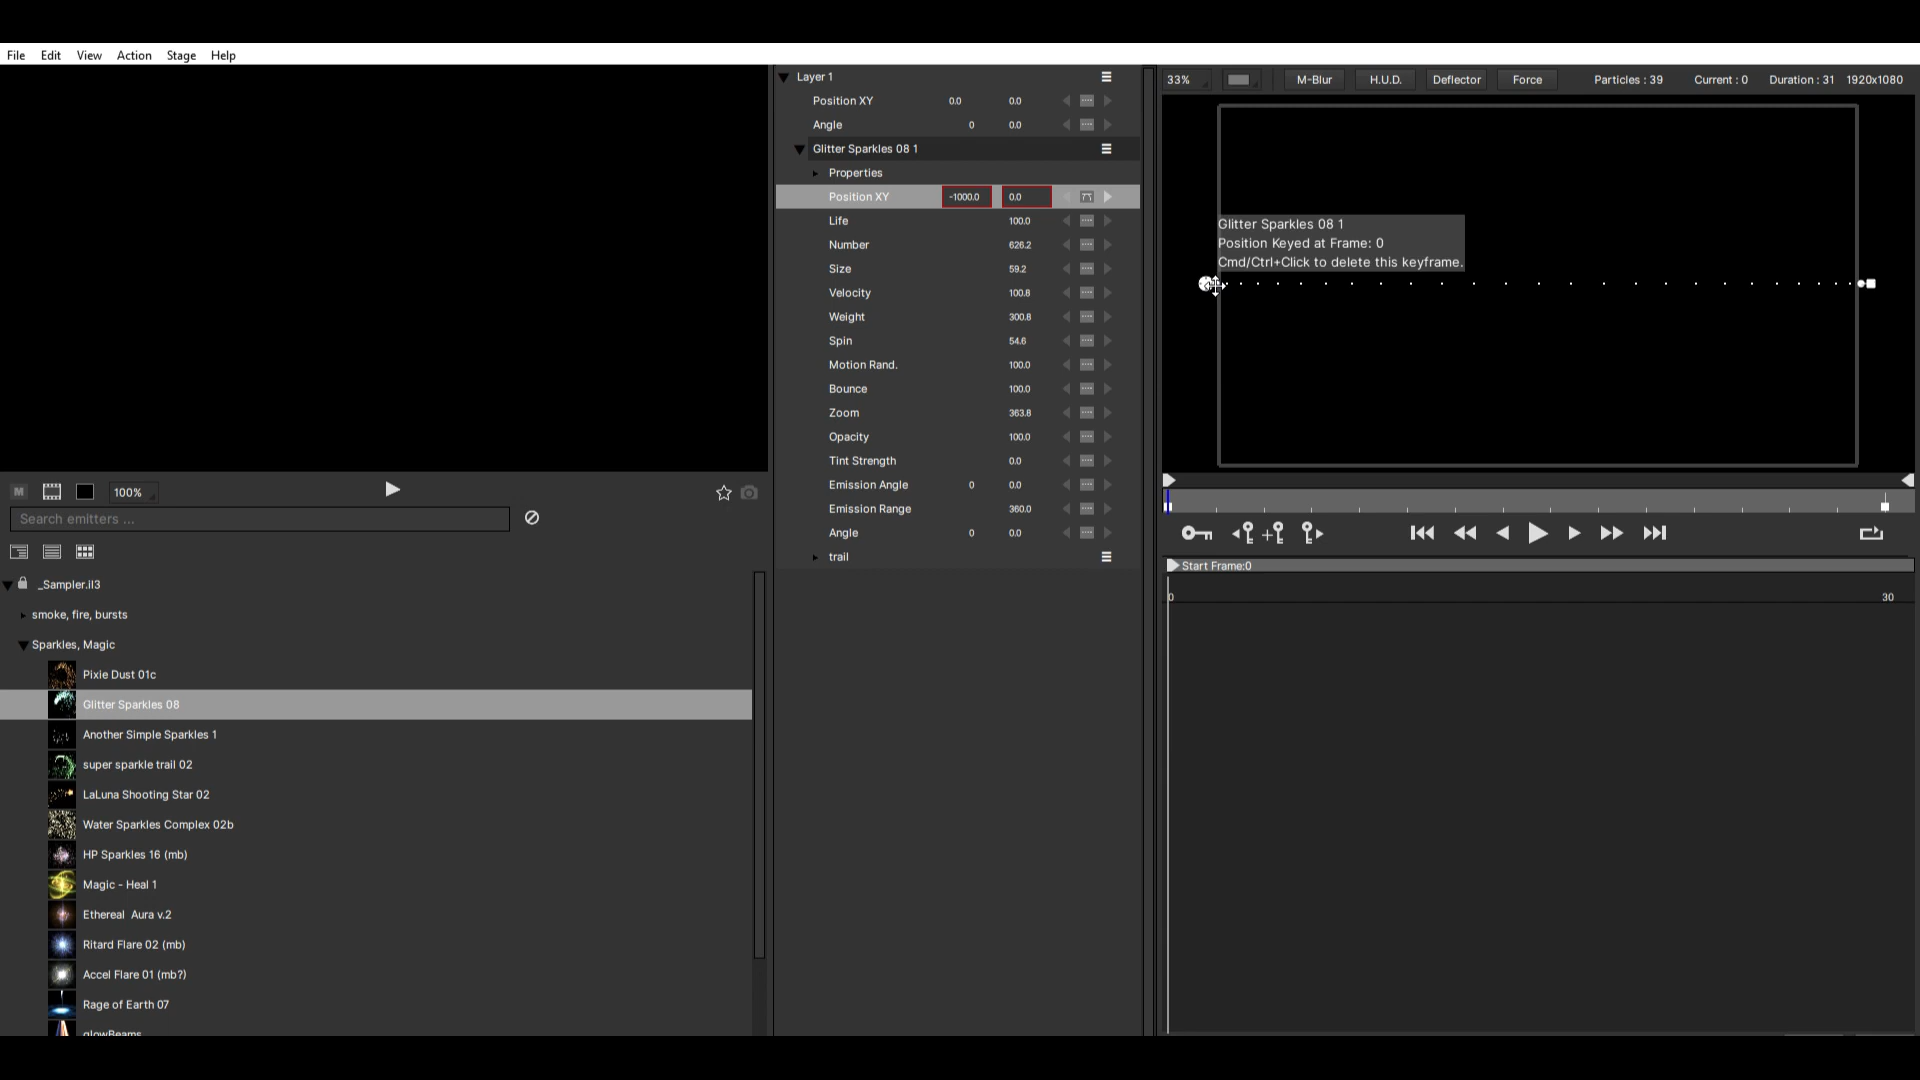 File Edit View Action Stage Help
Layer 1
Position XY 0.0 0.0
Angle 0 0.0
Glitter Sparkles 08 1
Properties
Position XY -1000.0 0.0
Life 100.0
Number 626.2
Size 59.2
Velocity 100.8
Weight 300.8
Spin 54.6
Motion Rand. 100.0
Bounce 100.0
Zoom 363.8
Opacity 100.0
Tint Strength 0.0
Emission Angle 0 0.0
Emission Range 360.0
Angle 0 0.0
trail
33% M-Blur H.U.D. Deflector Force Particles : 39 Current : 0 Duration : 31 1920x1080
Glitter Sparkles 08 1
Position Keyed at Frame: 0
Cmd/Ctrl+Click to delete this keyframe.
Start Frame:0
0 30
M 100%
Search emitters ...
_Sampler.il3
smoke, fire, bursts
Sparkles, Magic
Pixie Dust 01c
Glitter Sparkles 08
Another Simple Sparkles 1
super sparkle trail 02
LaLuna Shooting Star 02
Water Sparkles Complex 02b
HP Sparkles 16 (mb)
Magic - Heal 1
Ethereal Aura v.2
Ritard Flare 02 (mb)
Accel Flare 01 (mb?)
Rage of Earth 07
glowBeams